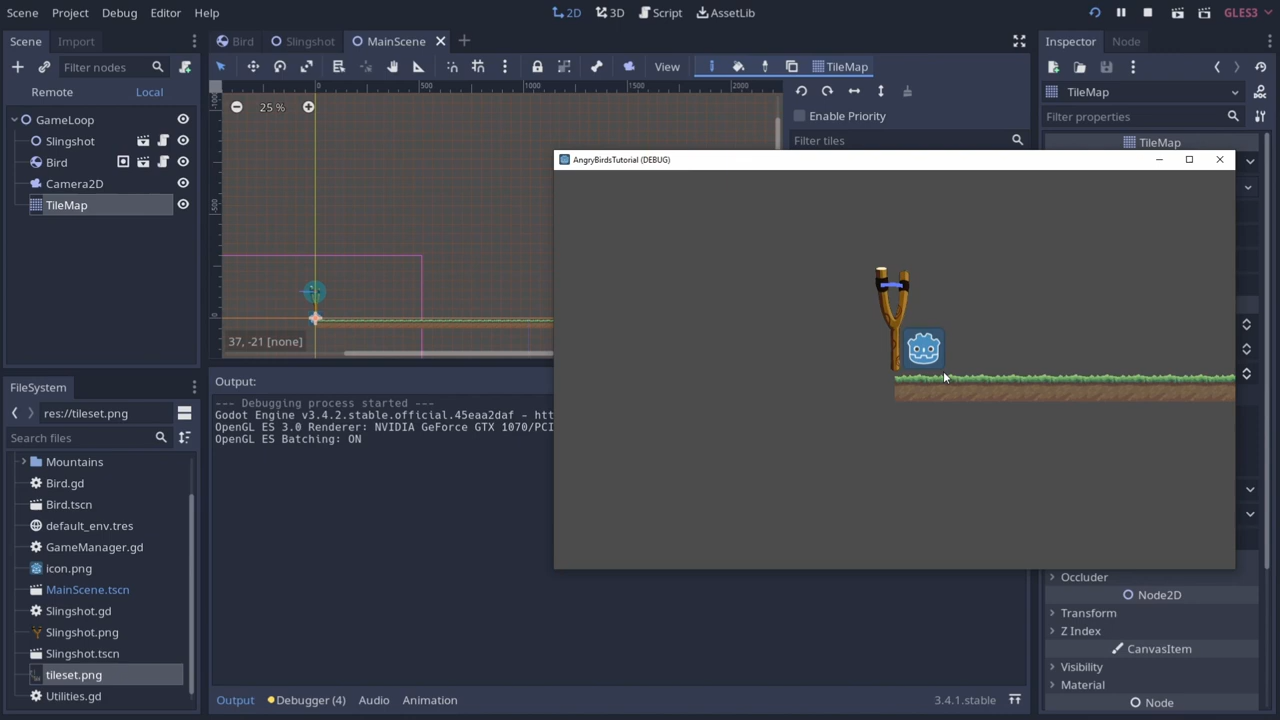 Scene Project Debug Editor Help
2D 3D Script AssetLib
GLES3
Scene Import
Filter nodes
Remote Local
GameLoop
Slingshot
Bird
Camera2D
TileMap
FileSystem
res://tileset.png
Search files
Mountains
Bird.gd
Bird.tscn
default_env.tres
GameManager.gd
icon.png
MainScene.tscn
Slingshot.gd
Slingshot.png
Slingshot.tscn
tileset.png
Utilities.gd
Bird Slingshot MainScene
View TileMap
25 %
0 500 1000 1500 2000
37, -21 [none]
Enable Priority
Filter tiles
AngryBirdsTutorial (DEBUG)
Output:
--- Debugging process started ---
Godot Engine v3.4.2.stable.official.45eaa2daf - htt
OpenGL ES 3.0 Renderer: NVIDIA GeForce GTX 1070/PCI
OpenGL ES Batching: ON
Output Debugger (4) Audio Animation
3.4.1.stable
Inspector Node
TileMap
Filter properties
TileMap
Occluder
Node2D
Transform
Z Index
CanvasItem
Visibility
Material
Node